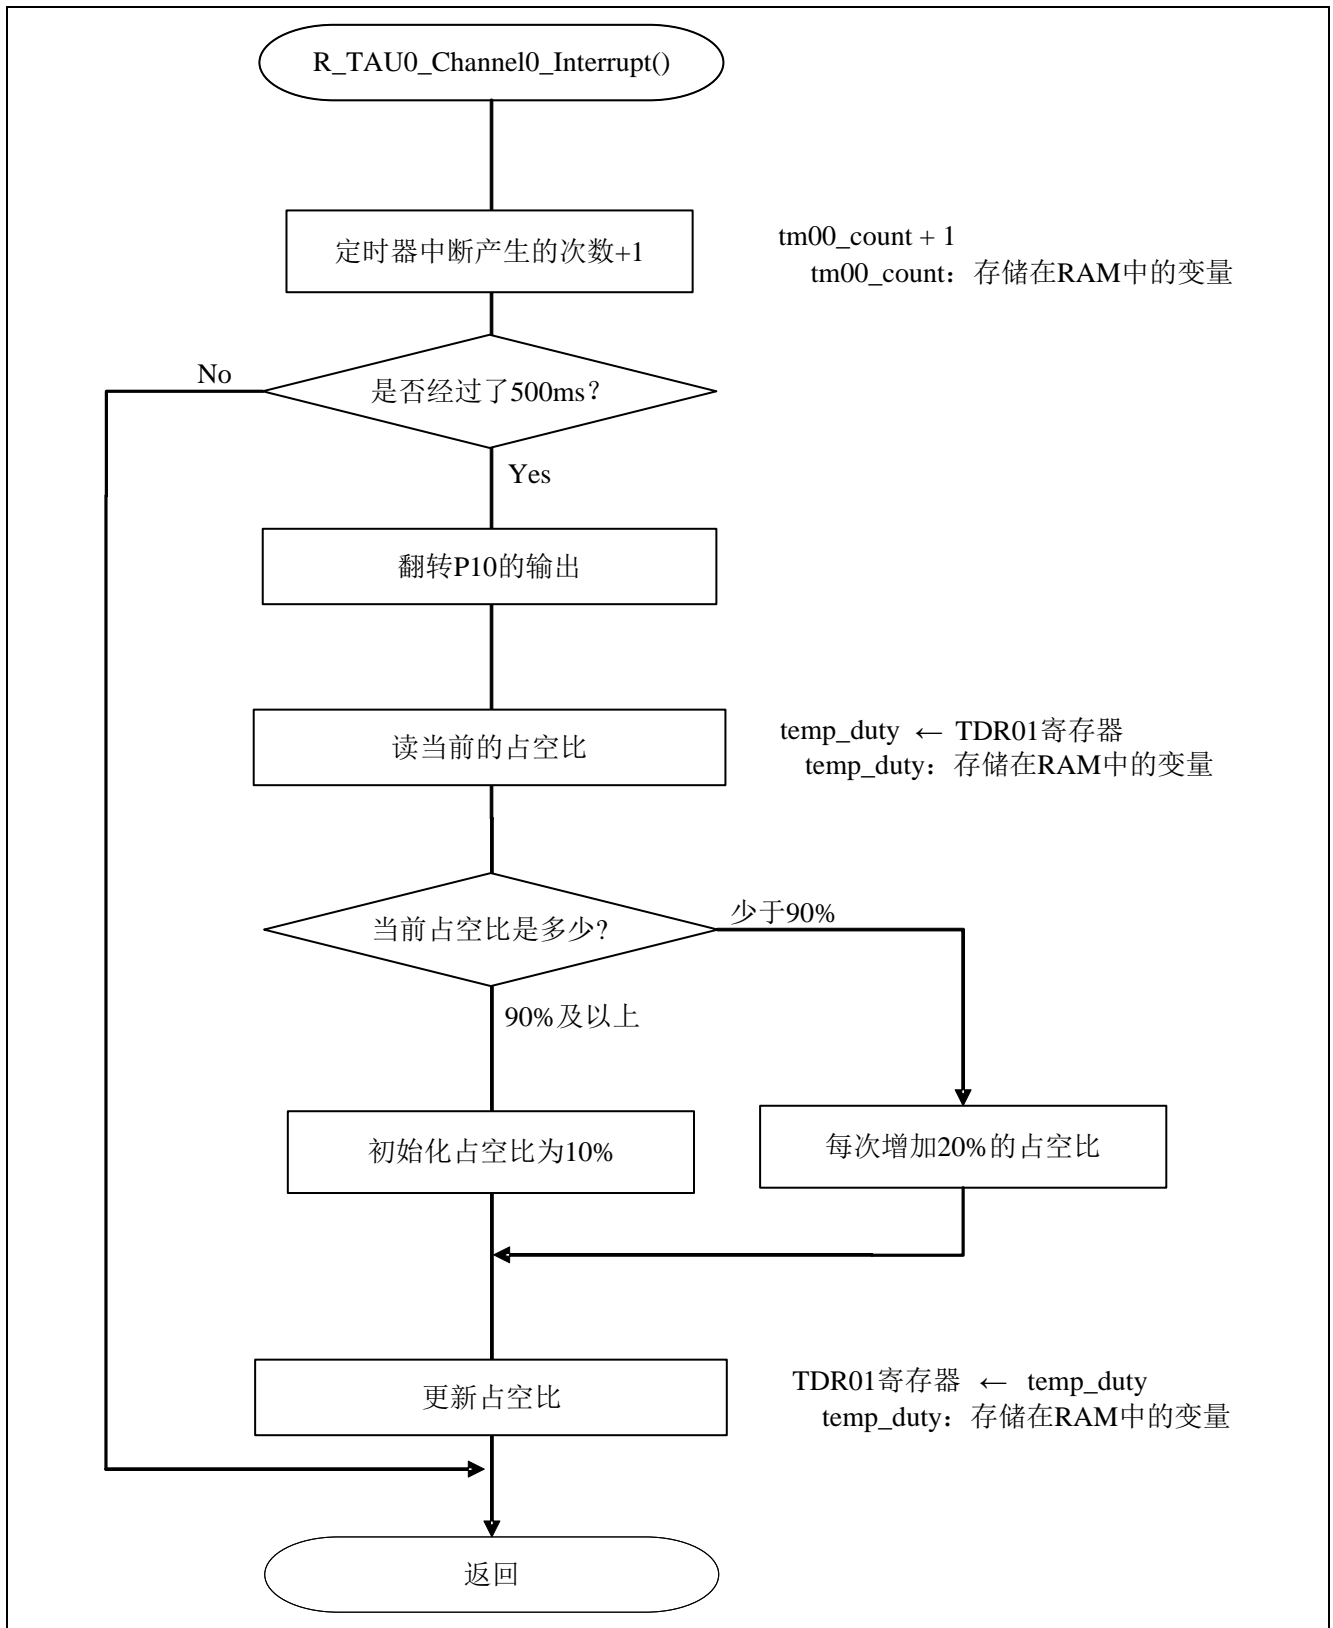 R_TAU0_Channel0_Interrupt()
定时器中断产生的次数+1
tm00_count + 1
tm00_count：存储在RAM中的变量
No
是否经过了500ms？
Yes
翻转P10的输出
读当前的占空比
temp_duty ← TDR01寄存器
temp_duty：存储在RAM中的变量
当前占空比是多少?
少于90%
90%及以上
初始化占空比为10%
每次增加20%的占空比
更新占空比
TDR01寄存器 ← temp_duty
temp_duty：存储在RAM中的变量
返回